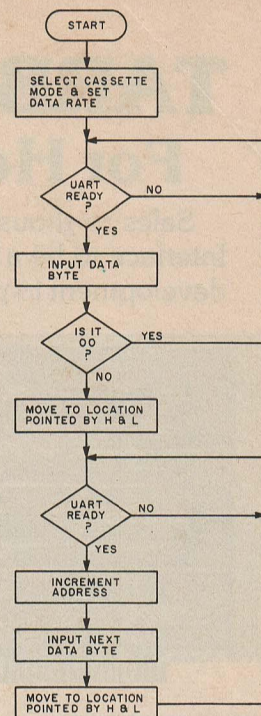 START
SELECT CASSETTE
MODE & SET
DATA RATE
UART
READY
?
NO
YES
INPUT DATA
BYTE
IS IT
00
?
YES
NO
MOVE TO LOCATION
POINTED BY H & L
UART
READY
?
NO
YES
INCREMENT
ADDRESS
INPUT NEXT
DATA BYTE
MOVE TO LOCATION
POINTED BY H & L